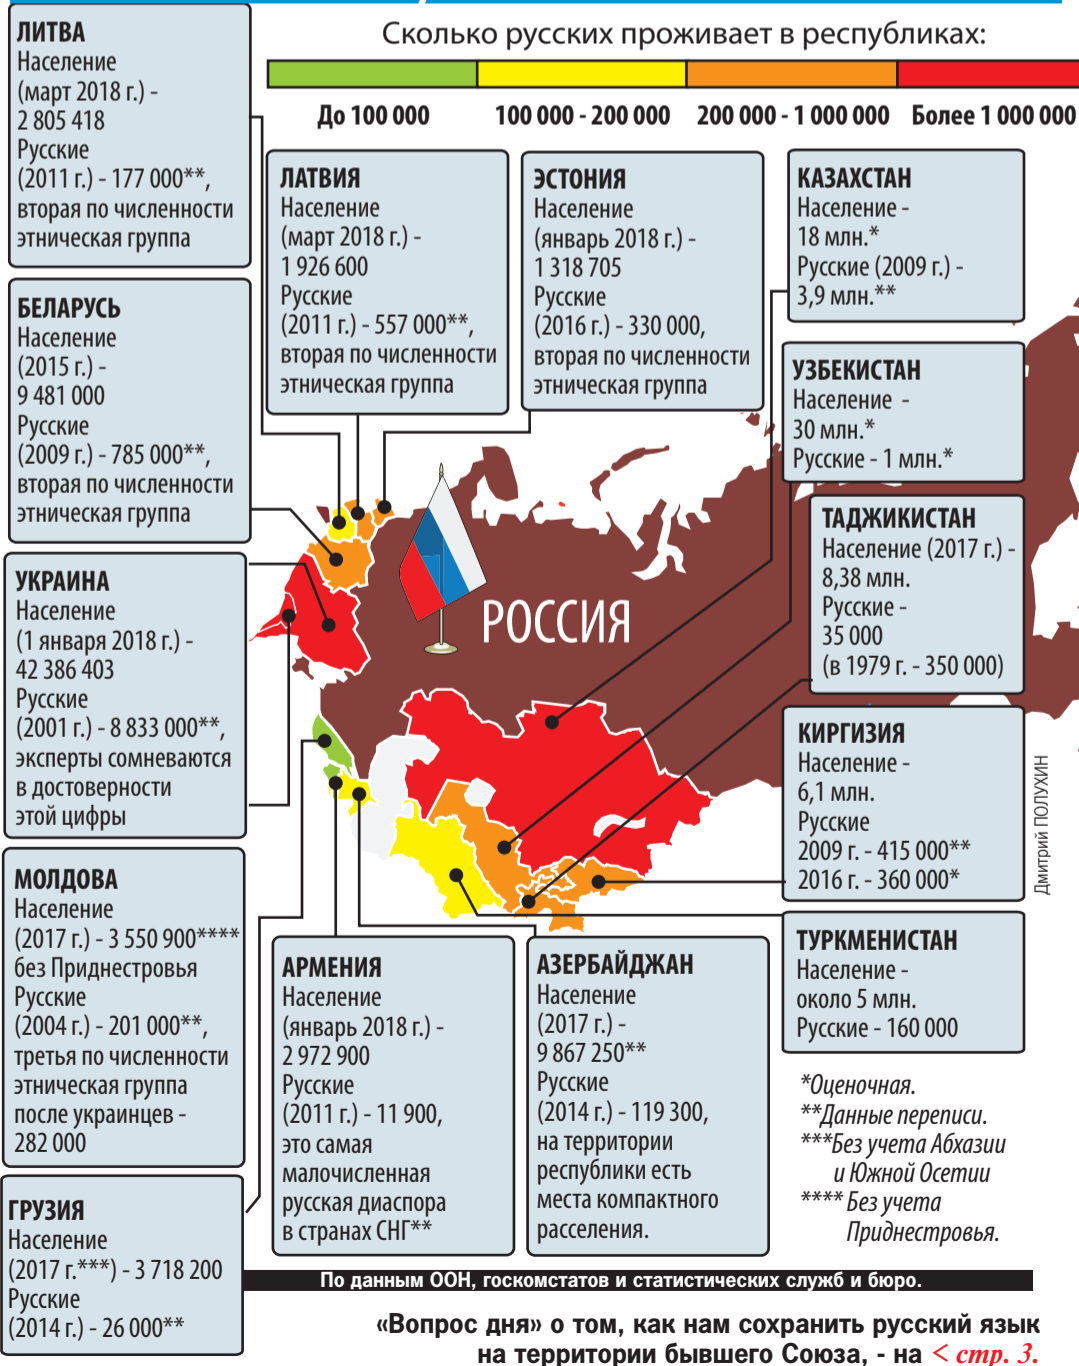 Сколько русских проживает в республиках:
До 100 000
100 000 - 200 000
200 000 - 1 000 000
Более 1 000 000
ЛИТВА
Население
(март 2018 г.) -
2 805 418
Русские
(2011 г.) - 177 000**,
вторая по численности
этническая группа
ЛАТВИЯ
Население
(март 2018 г.) -
1 926 600
Русские
(2011 г.) - 557 000**,
вторая по численности
этническая группа
ЭСТОНИЯ
Население
(январь 2018 г.) -
1 318 705
Русские
(2016 г.) - 330 000,
вторая по численности
этническая группа
КАЗАХСТАН
Население -
18 млн.*
Русские (2009 г.) -
3,9 млн.**
БЕЛАРУСЬ
Население
(2015 г.) -
9 481 000
Русские
(2009 г.) - 785 000**,
вторая по численности
этническая группа
УЗБЕКИСТАН
Население -
30 млн.*
Русские - 1 млн.*
ТАДЖИКИСТАН
Население (2017 г.) -
8,38 млн.
Русские -
35 000
(в 1979 г. - 350 000)
УКРАИНА
Население
(1 января 2018 г.) -
42 386 403
Русские
(2001 г.) - 8 833 000**,
эксперты сомневаются
в достоверности
этой цифры
РОССИЯ
КИРГИЗИЯ
Население -
6,1 млн.
Русские
2009 г. - 415 000**
2016 г. - 360 000*
Дмитрий ПОЛУХИН
МОЛДОВА
Население
(2017 г.) - 3 550 900****
без Приднестровья
Русские
(2004 г.) - 201 000**,
третья по численности
этническая группа
после украинцев -
282 000
АРМЕНИЯ
Население
(январь 2018 г.) -
2 972 900
Русские
(2011 г.) - 11 900,
это самая
малочисленная
русская диаспора
в странах СНГ**
АЗЕРБАЙДЖАН
Население
(2017 г.) -
9 867 250**
Русские
(2014 г.) - 119 300,
на территории
республики есть
места компактного
расселения.
ТУРКМЕНИСТАН
Население -
около 5 млн.
Русские - 160 000
*Оценочная.
**Данные переписи.
***Без учета Абхазии
и Южной Осетии
**** Без учета
Приднестровья.
ГРУЗИЯ
Население
(2017 г.***) - 3 718 200
Русские
(2014 г.) - 26 000**
По данным ООН, госкомстатов и статистических служб и бюро.
«Вопрос дня» о том, как нам сохранить русский язык
на территории бывшего Союза, - на < стр. 3.